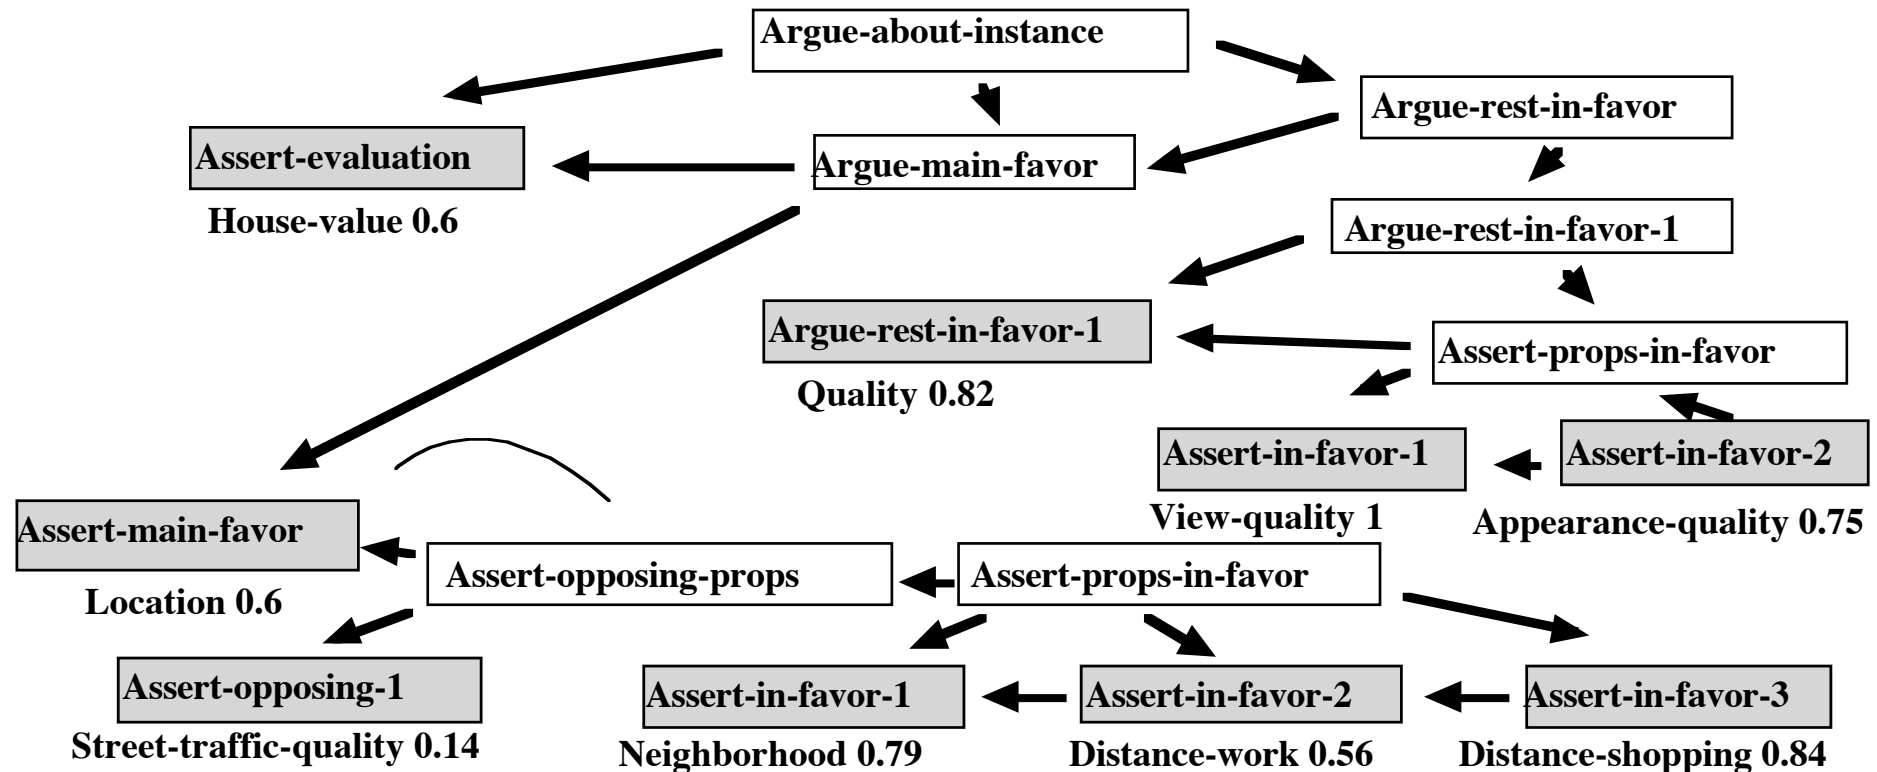 Argue-about-instance
Argue-rest-in-favor
Assert-evaluation
Argue-main-favor
House-value 0.6
Argue-rest-in-favor-1
Argue-rest-in-favor-1
Assert-props-in-favor
Quality 0.82
Assert-in-favor-1
Assert-in-favor-2
View-quality 1
Appearance-quality 0.75
Assert-main-favor
Assert-opposing-props
Assert-props-in-favor
Location 0.6
Assert-opposing-1
Assert-in-favor-1
Assert-in-favor-2
Assert-in-favor-3
Street-traffic-quality 0.14
Neighborhood 0.79
Distance-work 0.56
Distance-shopping 0.84